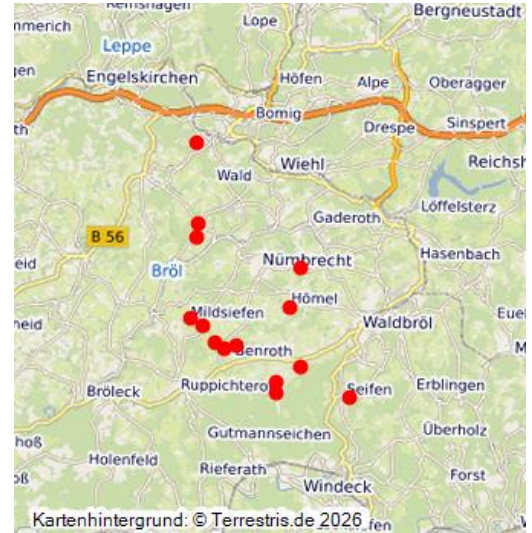 Bergneustadt
Lope
Leppe
Engelskirchen
Höfen
Alpe
Oberagger
Bomig
Drespe
Sinspert
Wiehl
Wald
Löffelsterz
Gaderoth
B 56
Hasenbach
Nümbrecht
Bröl
Hömel
Mildsiefen
Waldbröl
Benroth
Ruppichtero
Seifen
Erblingen
Bröleck
Gutmannseichen
Überholz
Holenfeld
Rieferath
Forst
Windeck
Kartenhintergrund: © Terrestris.de 2026